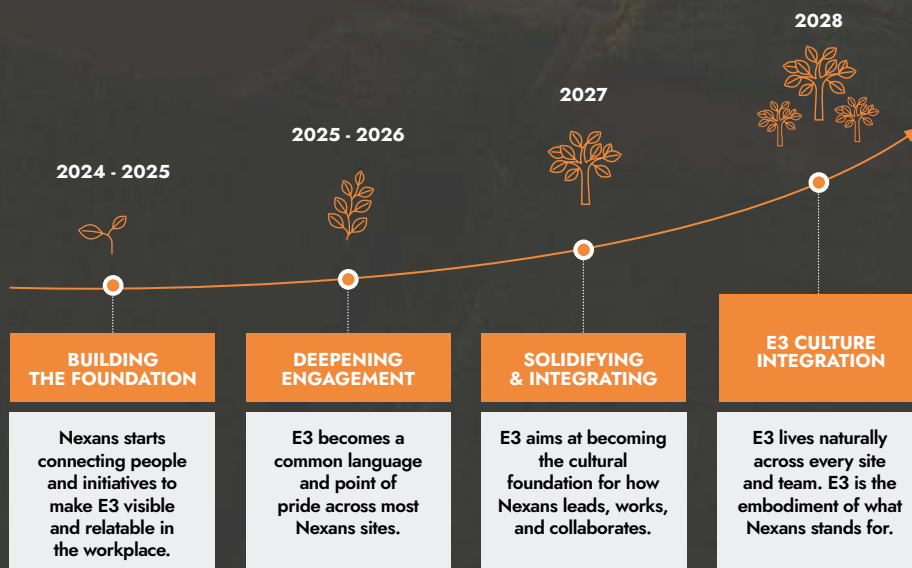 2024 - 2025
BUILDING
THE FOUNDATION
Nexans starts
connecting people
and initiatives to
make E3 visible
and relatable in
the workplace.
2025 - 2026
DEEPENING
ENGAGEMENT
E3 becomes a
common language
and point of
pride across most
Nexans sites.
2027
SOLIDIFYING
& INTEGRATING
E3 aims at becoming
the cultural
foundation for how
Nexans leads, works,
and collaborates.
2028
E3 CULTURE
INTEGRATION
E3 lives naturally
across every site
and team. E3 is the
embodiment of what
Nexans stands for.